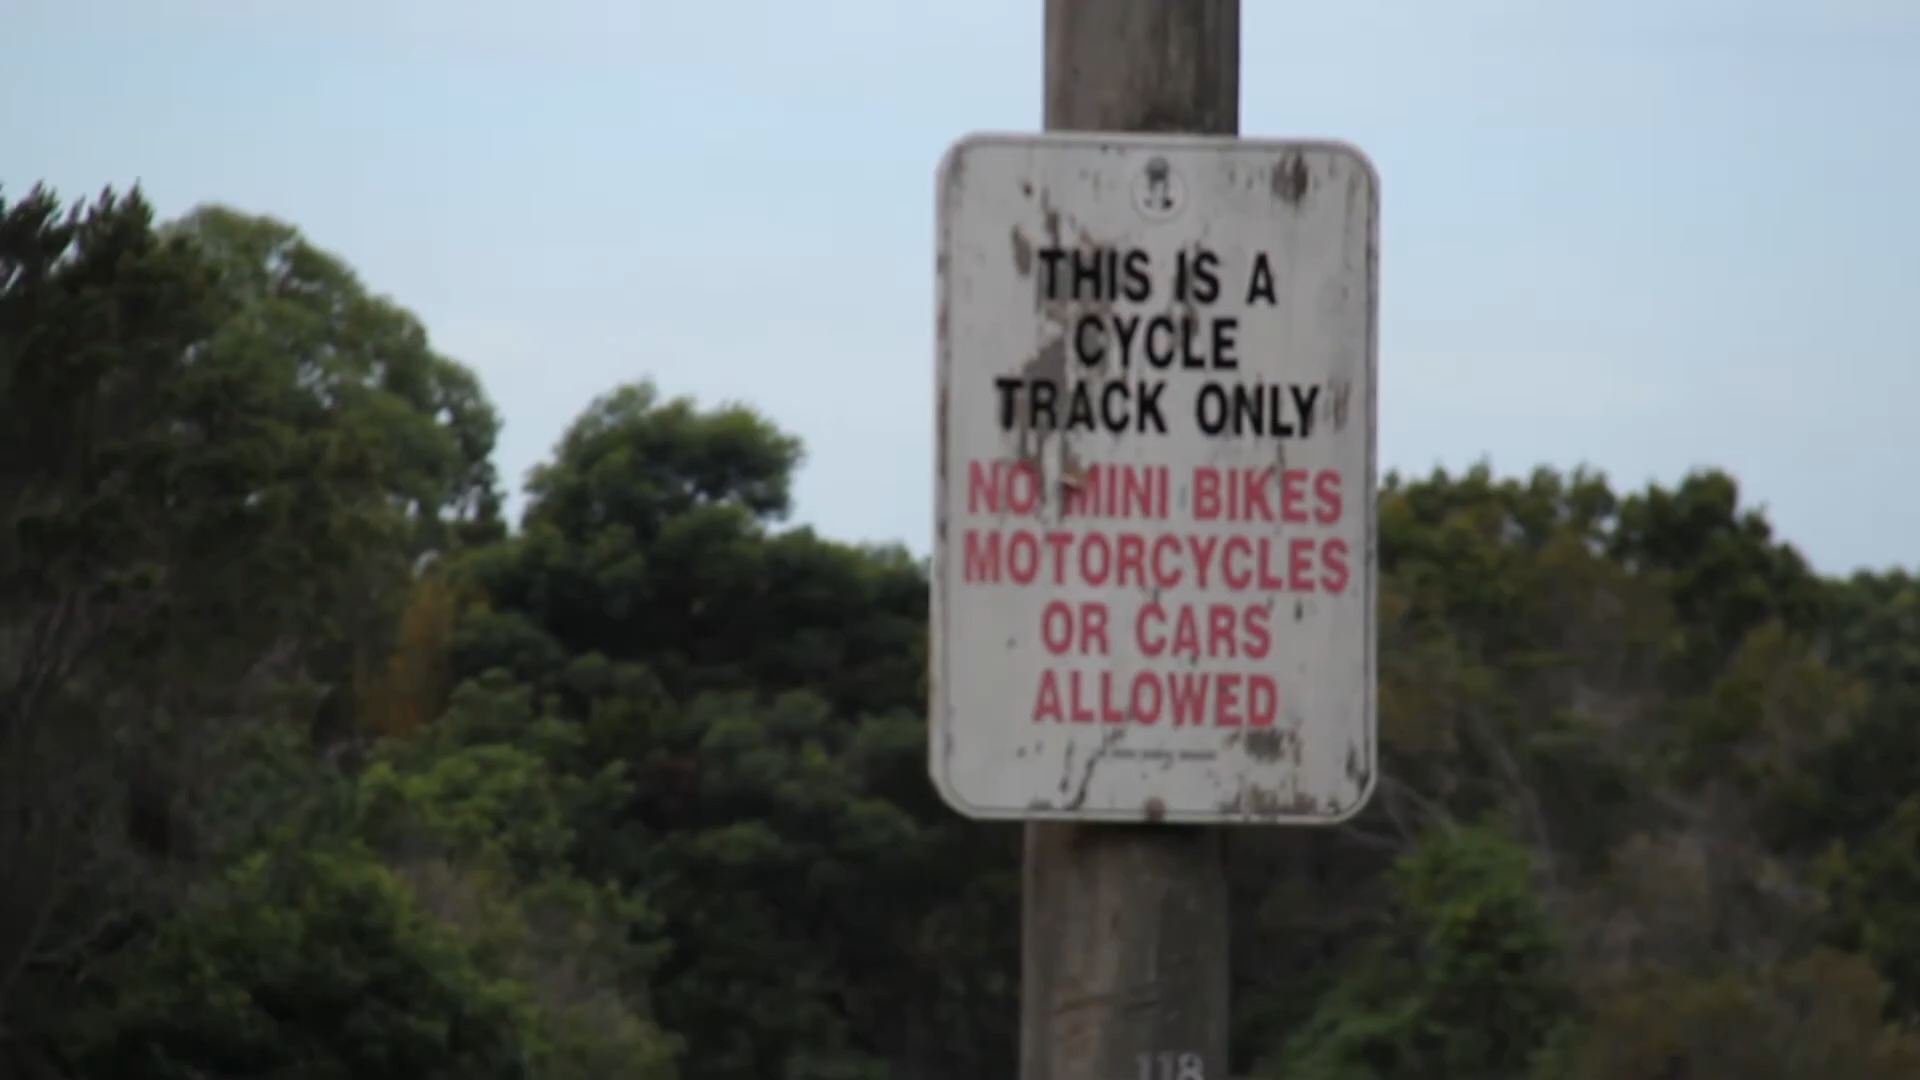 THIS IS A
CYCLE
TRACK ONLY
NO MINI BIKES
MOTORCYCLES
OR CARS
ALLOWED
118